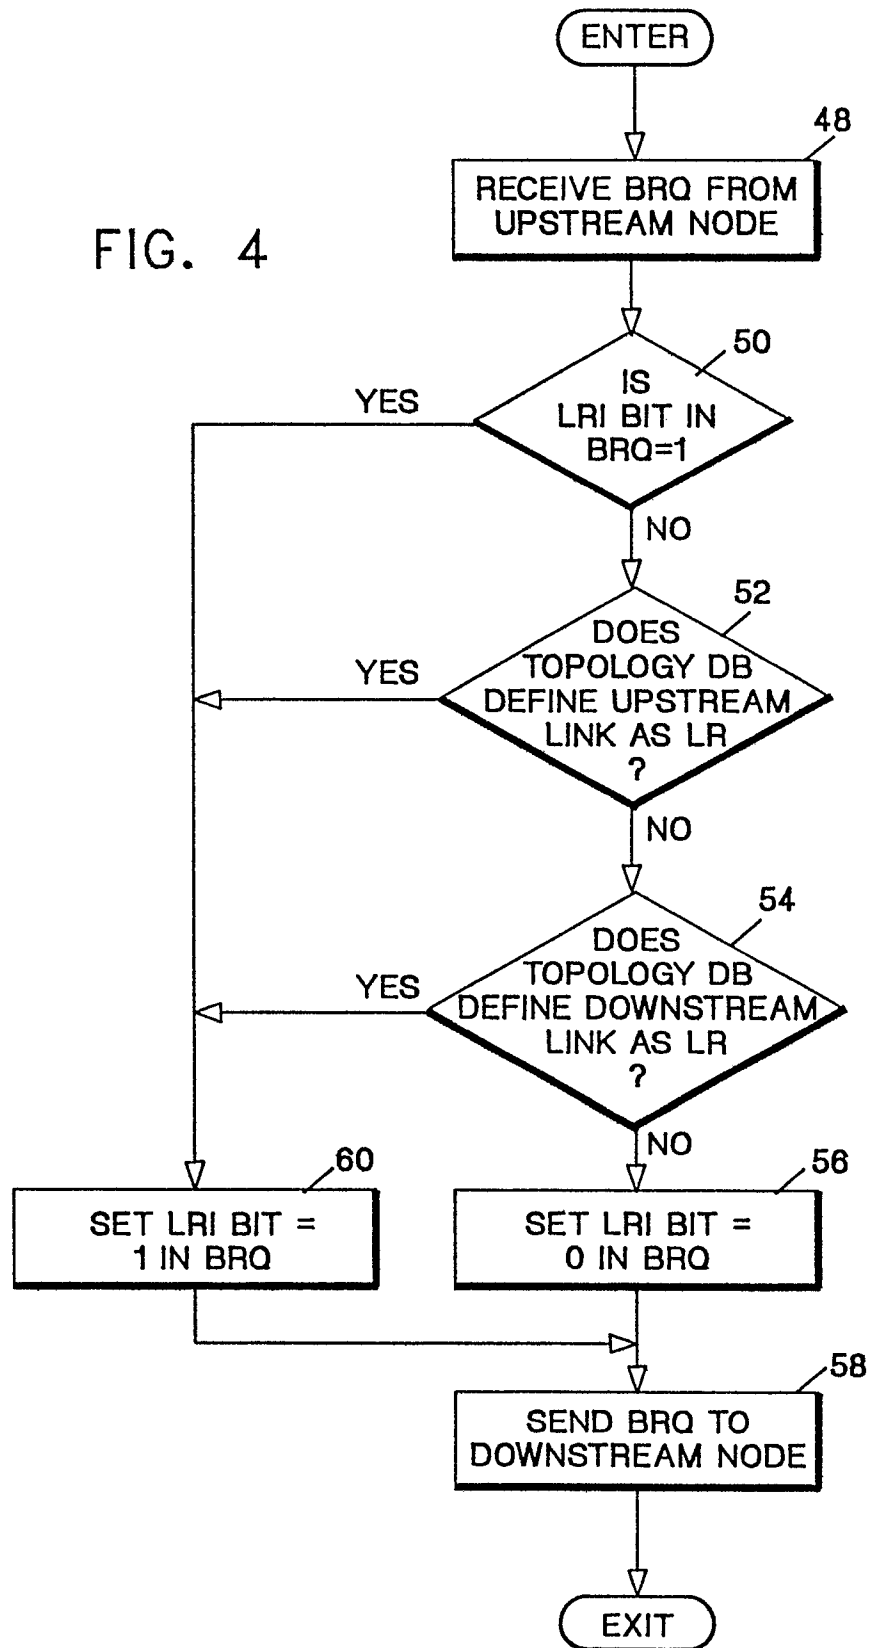 ENTER
48
RECEIVE BRQ FROM
UPSTREAM NODE
FIG. 4
50
IS
LRI BIT IN
BRQ=1
YES
NO
52
DOES
TOPOLOGY DB
DEFINE UPSTREAM
LINK AS LR
?
YES
NO
54
DOES
TOPOLOGY DB
DEFINE DOWNSTREAM
LINK AS LR
?
YES
NO
60
SET LRI BIT =
1 IN BRQ
56
SET LRI BIT =
0 IN BRQ
58
SEND BRQ TO
DOWNSTREAM NODE
EXIT